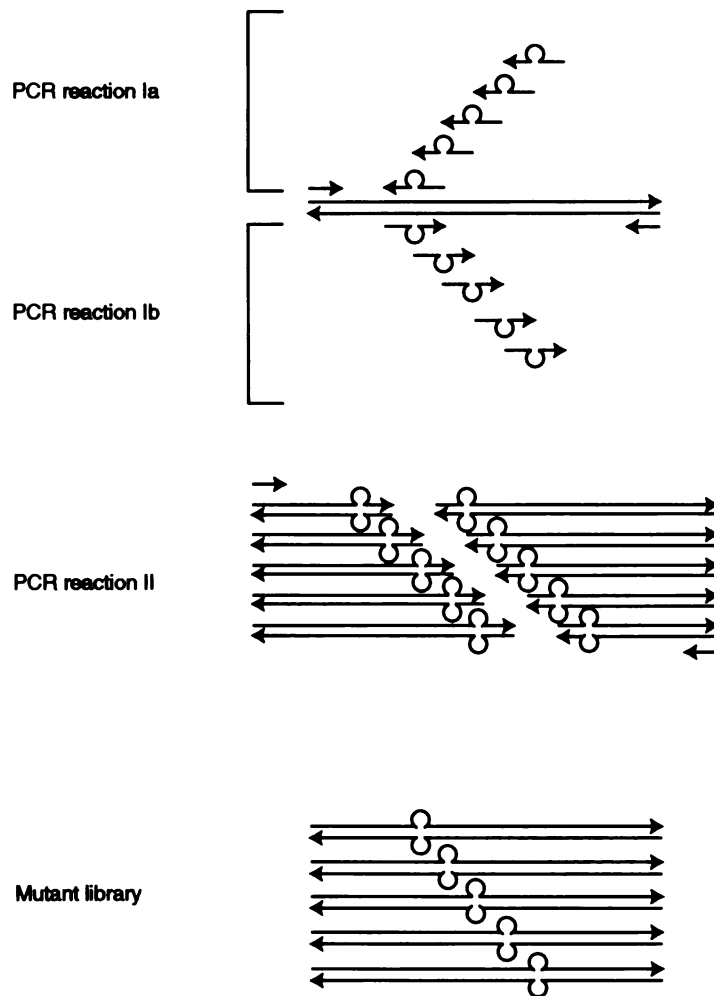 PCR reaction Ia
PCR reaction Ib
PCR reaction II
Mutant library